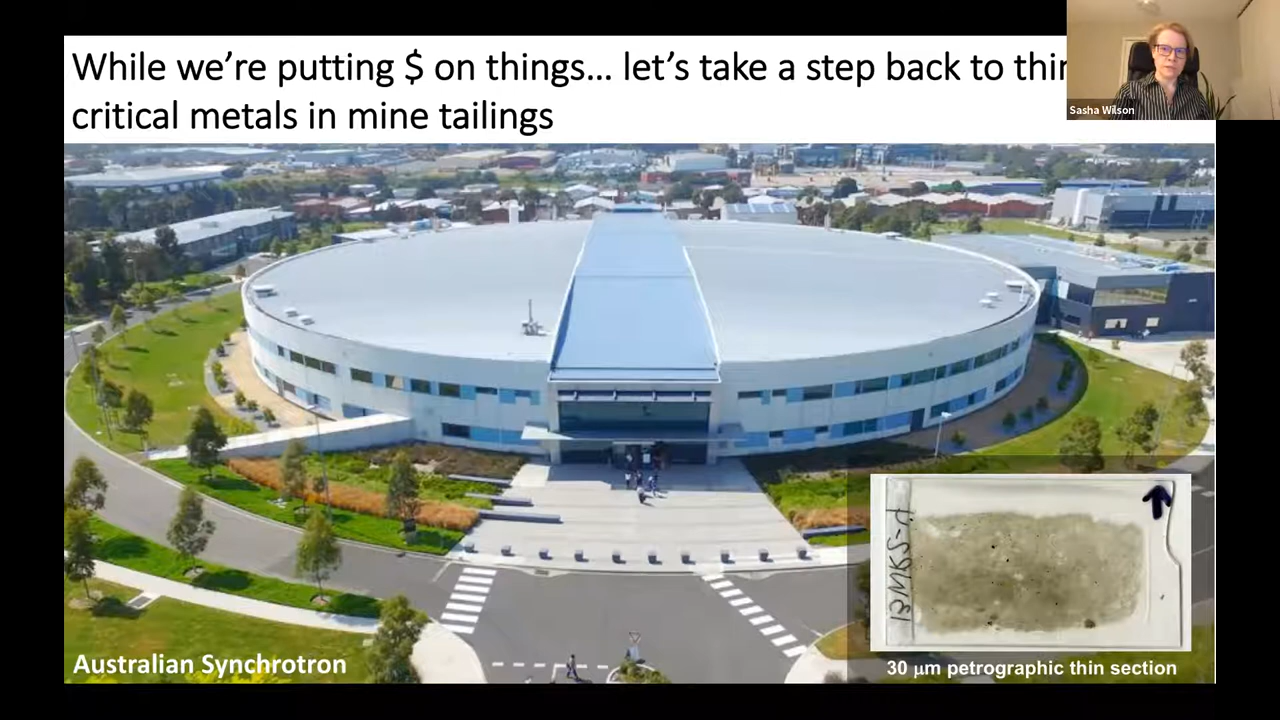 While we're putting $ on things... let's take a step back to thin
critical metals in mine tailings
Sasha Wilson
Australian Synchrotron
30 μm petrographic thin section